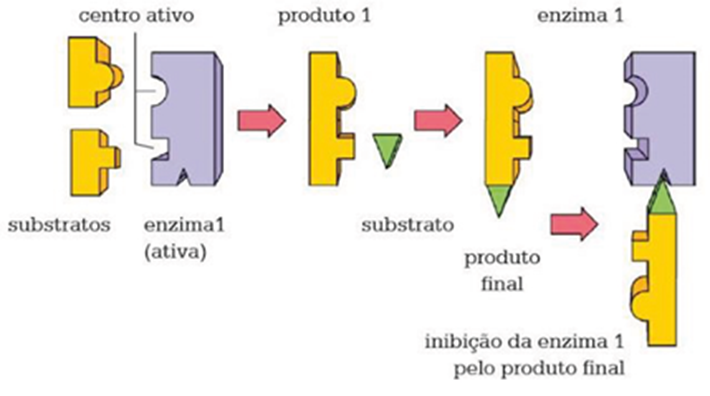 centro ativo
produto 1
enzima 1
substratos
enzima1
(ativa)
substrato
produto
final
inibição da enzima 1
pelo produto final